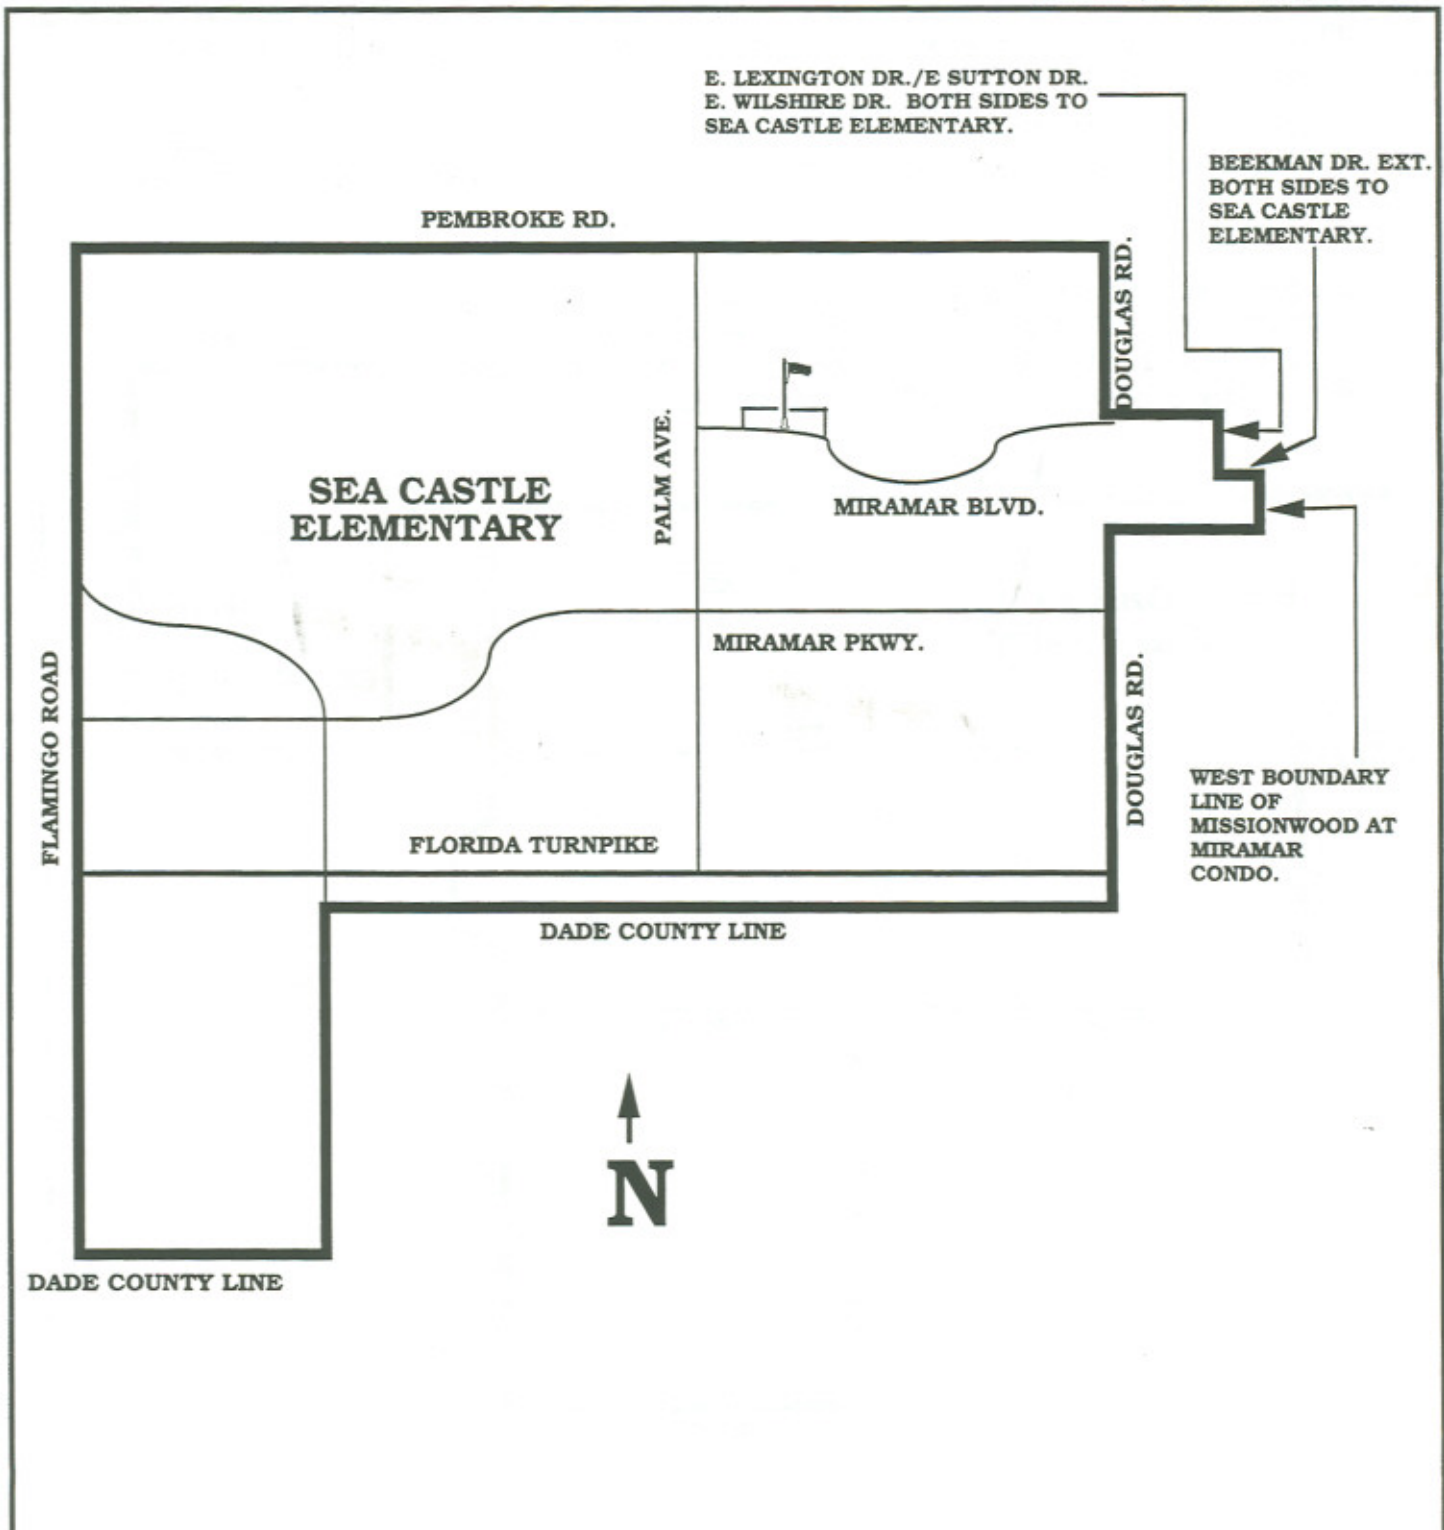 E. LEXINGTON DR./E SUTTON DR.
E. WILSHIRE DR. BOTH SIDES TO
SEA CASTLE ELEMENTARY.
BEEKMAN DR. EXT.
BOTH SIDES TO
SEA CASTLE
ELEMENTARY.
PEMBROKE RD.
DOUGLAS RD.
PALM AVE.
SEA CASTLE
ELEMENTARY
MIRAMAR BLVD.
MIRAMAR PKWY.
FLAMINGO ROAD
DOUGLAS RD.
WEST BOUNDARY
LINE OF
MISSIONWOOD AT
MIRAMAR
CONDO.
FLORIDA TURNPIKE
DADE COUNTY LINE
N
DADE COUNTY LINE